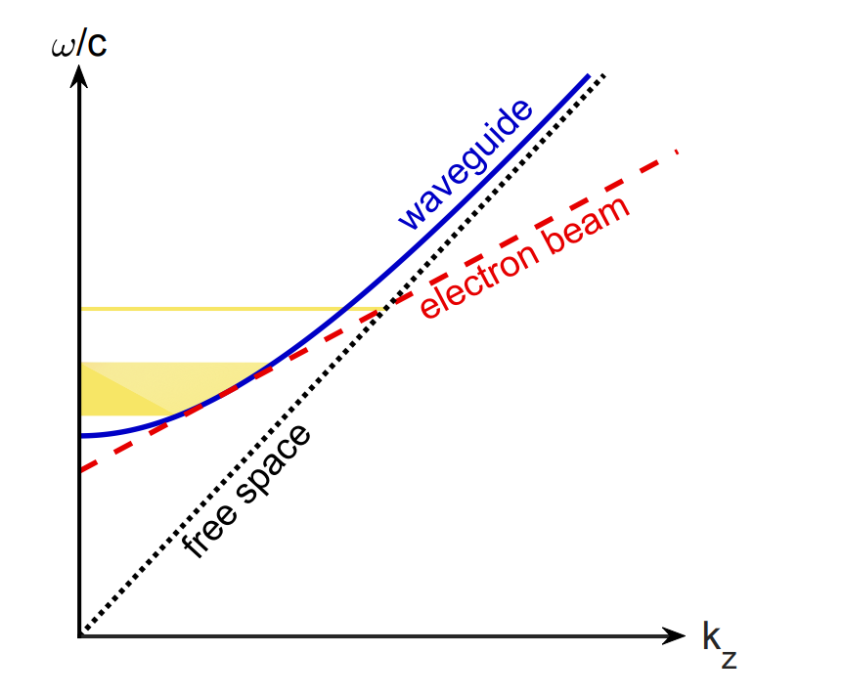 ω/c
waveguide
electron beam
free space
k_z